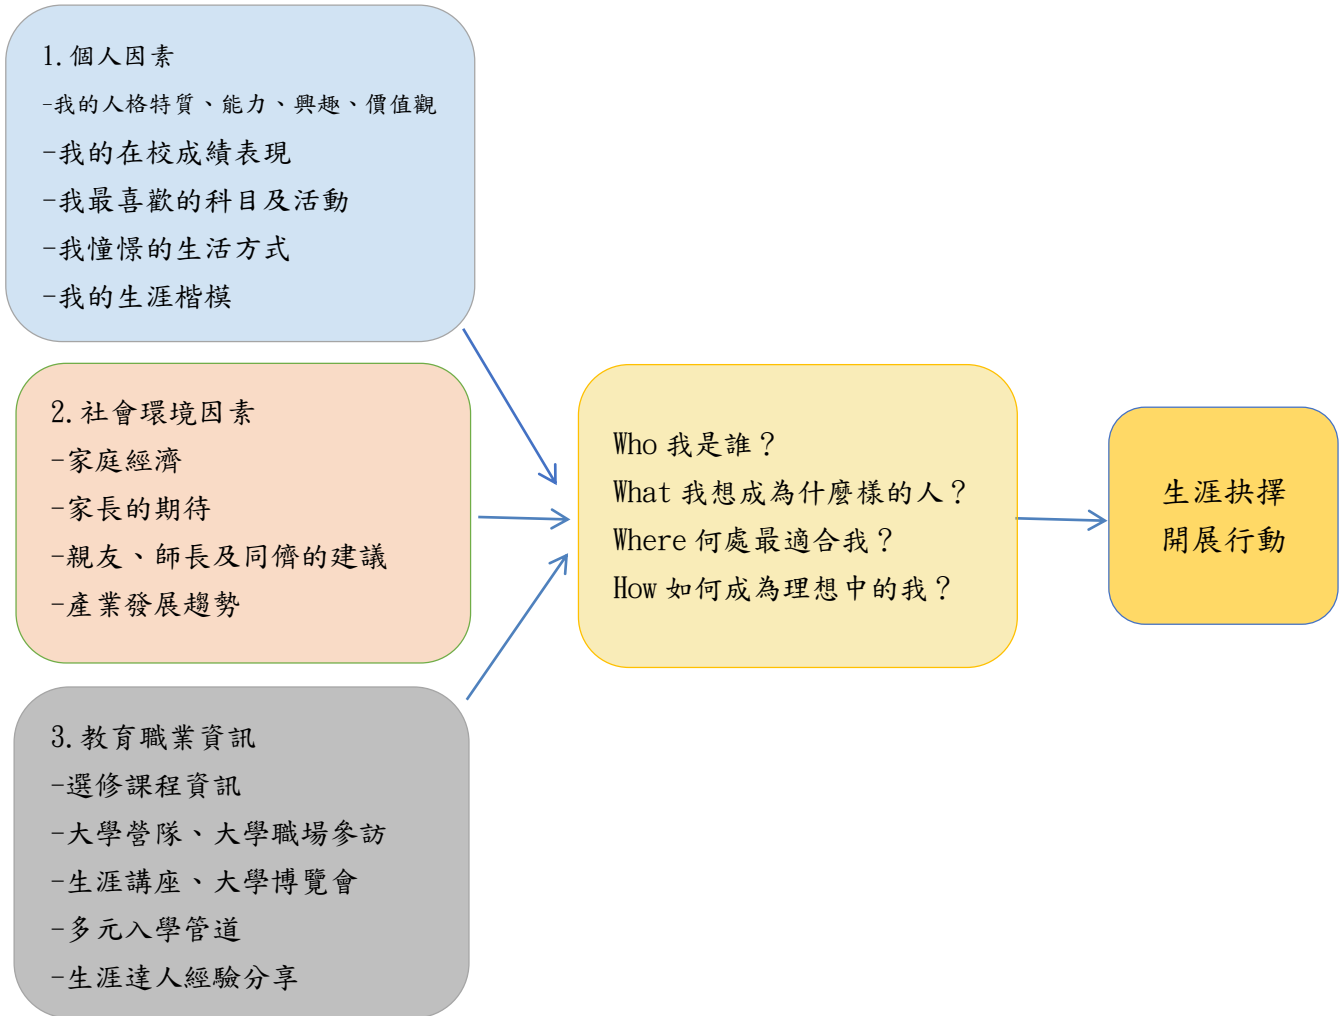 1.個人因素
-我的人格特質、能力、興趣、價值觀
-我的在校成績表現
-我最喜歡的科目及活動
-我憧憬的生活方式
-我的生涯楷模
2.社會環境因素
-家庭經濟
-家長的期待
-親友、師長及同儕的建議
-產業發展趨勢
3.教育職業資訊
-選修課程資訊
-大學營隊、大學職場參訪
-生涯講座、大學博覽會
-多元入學管道
-生涯達人經驗分享
Who 我是誰？
What 我想成為什麼樣的人？
Where 何處最適合我？
How 如何成為理想中的我？
生涯抉擇
開展行動